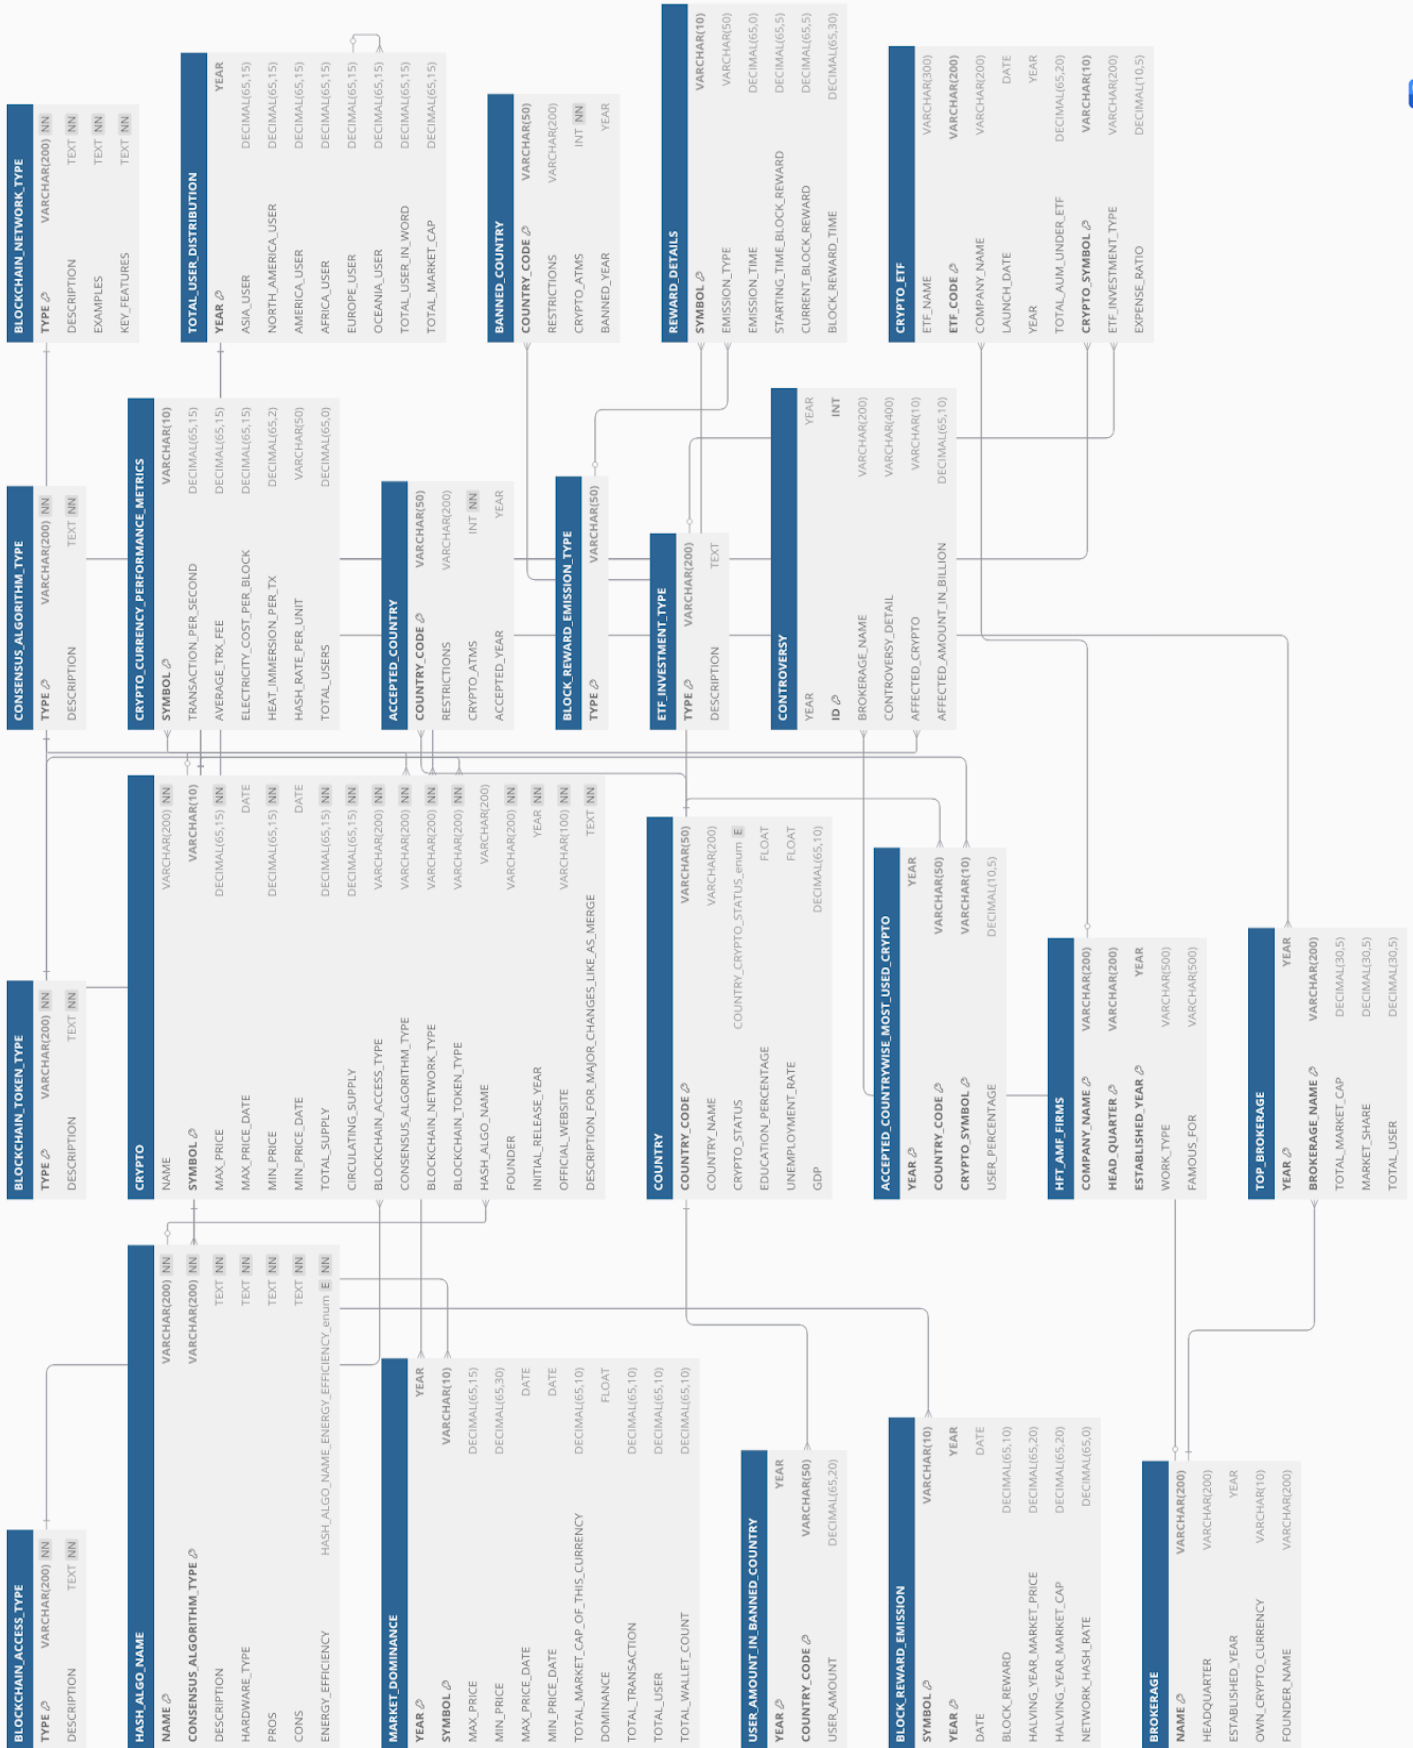 BLOCKCHAIN_ACCESS_TYPE
TYPE VARCHAR(200) NN
DESCRIPTION TEXT NN
BLOCKCHAIN_TOKEN_TYPE
TYPE VARCHAR(200) NN
DESCRIPTION TEXT NN
CONSENSUS_ALGORITHM_TYPE
TYPE VARCHAR(200) NN
DESCRIPTION TEXT NN
BLOCKCHAIN_NETWORK_TYPE
TYPE VARCHAR(200) NN
DESCRIPTION TEXT NN
EXAMPLES TEXT NN
KEY_FEATURES TEXT NN
HASH_ALGO_NAME
NAME VARCHAR(200) NN
CONSENSUS_ALGORITHM_TYPE VARCHAR(200) NN
DESCRIPTION TEXT NN
HARDWARE_TYPE TEXT NN
PROS TEXT NN
CONS TEXT NN
ENERGY_EFFICIENCY HASH_ALGO_NAME_ENERGY_EFFICIENCY_enum E NN
CRYPTO
NAME VARCHAR(200) NN
SYMBOL VARCHAR(10)
MAX_PRICE DECIMAL(65,15) NN
MAX_PRICE_DATE DATE
MIN_PRICE DECIMAL(65,15) NN
MIN_PRICE_DATE DATE
TOTAL_SUPPLY DECIMAL(65,15) NN
CIRCULATING_SUPPLY DECIMAL(65,15) NN
BLOCKCHAIN_ACCESS_TYPE VARCHAR(200) NN
CONSENSUS_ALGORITHM_TYPE VARCHAR(200) NN
BLOCKCHAIN_NETWORK_TYPE VARCHAR(200) NN
BLOCKCHAIN_TOKEN_TYPE VARCHAR(200) NN
HASH_ALGO_NAME VARCHAR(200)
FOUNDER VARCHAR(200) NN
INITIAL_RELEASE_YEAR YEAR NN
OFFICIAL_WEBSITE VARCHAR(100) NN
DESCRIPTION_FOR_MAJOR_CHANGES_LIKE_AS_MERGE TEXT NN
CRYPTO_CURRENCY_PERFORMANCE_METRICS
SYMBOL VARCHAR(10)
TRANSACTION_PER_SECOND DECIMAL(65,15)
AVERAGE_TRX_FEE DECIMAL(65,15)
ELECTRICITY_COST_PER_BLOCK DECIMAL(65,15)
HEAT_IMMERSION_PER_TX DECIMAL(65,2)
HASH_RATE_PER_UNIT VARCHAR(50)
TOTAL_USERS DECIMAL(65,0)
TOTAL_USER_DISTRIBUTION
YEAR YEAR
ASIA_USER DECIMAL(65,15)
NORTH_AMERICA_USER DECIMAL(65,15)
AMERICA_USER DECIMAL(65,15)
AFRICA_USER DECIMAL(65,15)
EUROPE_USER DECIMAL(65,15)
OCEANIA_USER DECIMAL(65,15)
TOTAL_USER_IN_WORD DECIMAL(65,15)
TOTAL_MARKET_CAP DECIMAL(65,15)
MARKET_DOMINANCE
YEAR YEAR
SYMBOL VARCHAR(10)
MAX_PRICE DECIMAL(65,15)
MIN_PRICE DECIMAL(65,30)
MAX_PRICE_DATE DATE
MIN_PRICE_DATE DATE
TOTAL_MARKET_CAP_OF_THIS_CURRENCY DECIMAL(65,10)
DOMINANCE FLOAT
TOTAL_TRANSACTION DECIMAL(65,10)
TOTAL_USER DECIMAL(65,10)
TOTAL_WALLET_COUNT DECIMAL(65,10)
ACCEPTED_COUNTRY
COUNTRY_CODE VARCHAR(50)
RESTRICTIONS VARCHAR(200)
CRYPTO_ATMS INT NN
ACCEPTED_YEAR YEAR
BANNED_COUNTRY
COUNTRY_CODE VARCHAR(50)
RESTRICTIONS VARCHAR(200)
CRYPTO_ATMS INT NN
BANNED_YEAR YEAR
BLOCK_REWARD_EMISSION_TYPE
TYPE VARCHAR(50)
COUNTRY
COUNTRY_CODE VARCHAR(50)
COUNTRY_NAME VARCHAR(200)
CRYPTO_STATUS COUNTRY_CRYPTO_STATUS_enum E
EDUCATION_PERCENTAGE FLOAT
UNEMPLOYMENT_RATE FLOAT
GDP DECIMAL(65,10)
ETF_INVESTMENT_TYPE
TYPE VARCHAR(200)
DESCRIPTION TEXT
REWARD_DETAILS
SYMBOL VARCHAR(10)
EMISSION_TYPE VARCHAR(50)
EMISSION_TIME DECIMAL(65,0)
STARTING_TIME_BLOCK_REWARD DECIMAL(65,5)
CURRENT_BLOCK_REWARD DECIMAL(65,5)
BLOCK_REWARD_TIME DECIMAL(65,30)
USER_AMOUNT_IN_BANNED_COUNTRY
YEAR YEAR
COUNTRY_CODE VARCHAR(50)
USER_AMOUNT DECIMAL(65,20)
CONTROVERSY
YEAR YEAR
ID INT
BROKERAGE_NAME VARCHAR(200)
CONTROVERSY_DETAIL VARCHAR(400)
AFFECTED_CRYPTO VARCHAR(10)
AFFECTED_AMOUNT_IN_BILLION DECIMAL(65,10)
BLOCK_REWARD_EMISSION
SYMBOL VARCHAR(10)
YEAR YEAR
DATE DATE
BLOCK_REWARD DECIMAL(65,10)
HALVING_YEAR_MARKET_PRICE DECIMAL(65,20)
HALVING_YEAR_MARKET_CAP DECIMAL(65,20)
NETWORK_HASH_RATE DECIMAL(65,0)
ACCEPTED_COUNTRYWISE_MOST_USED_CRYPTO
YEAR YEAR
COUNTRY_CODE VARCHAR(50)
CRYPTO_SYMBOL VARCHAR(10)
USER_PERCENTAGE DECIMAL(10,5)
CRYPTO_ETF
ETF_NAME VARCHAR(300)
ETF_CODE VARCHAR(200)
COMPANY_NAME VARCHAR(200)
LAUNCH_DATE DATE
YEAR YEAR
TOTAL_AUM_UNDER_ETF DECIMAL(65,20)
CRYPTO_SYMBOL VARCHAR(10)
ETF_INVESTMENT_TYPE VARCHAR(200)
EXPENSE_RATIO DECIMAL(10,5)
HFT_AMF_FIRMS
COMPANY_NAME VARCHAR(200)
HEAD_QUARTER VARCHAR(200)
ESTABLISHED_YEAR YEAR
WORK_TYPE VARCHAR(500)
FAMOUS_FOR VARCHAR(500)
BROKERAGE
NAME VARCHAR(200)
HEADQUARTER VARCHAR(200)
ESTABLISHED_YEAR YEAR
OWN_CRYPTO_CURRENCY VARCHAR(10)
FOUNDER_NAME VARCHAR(200)
TOP_BROKERAGE
YEAR YEAR
BROKERAGE_NAME VARCHAR(200)
TOTAL_MARKET_CAP DECIMAL(30,5)
MARKET_SHARE DECIMAL(30,5)
TOTAL_USER DECIMAL(30,5)